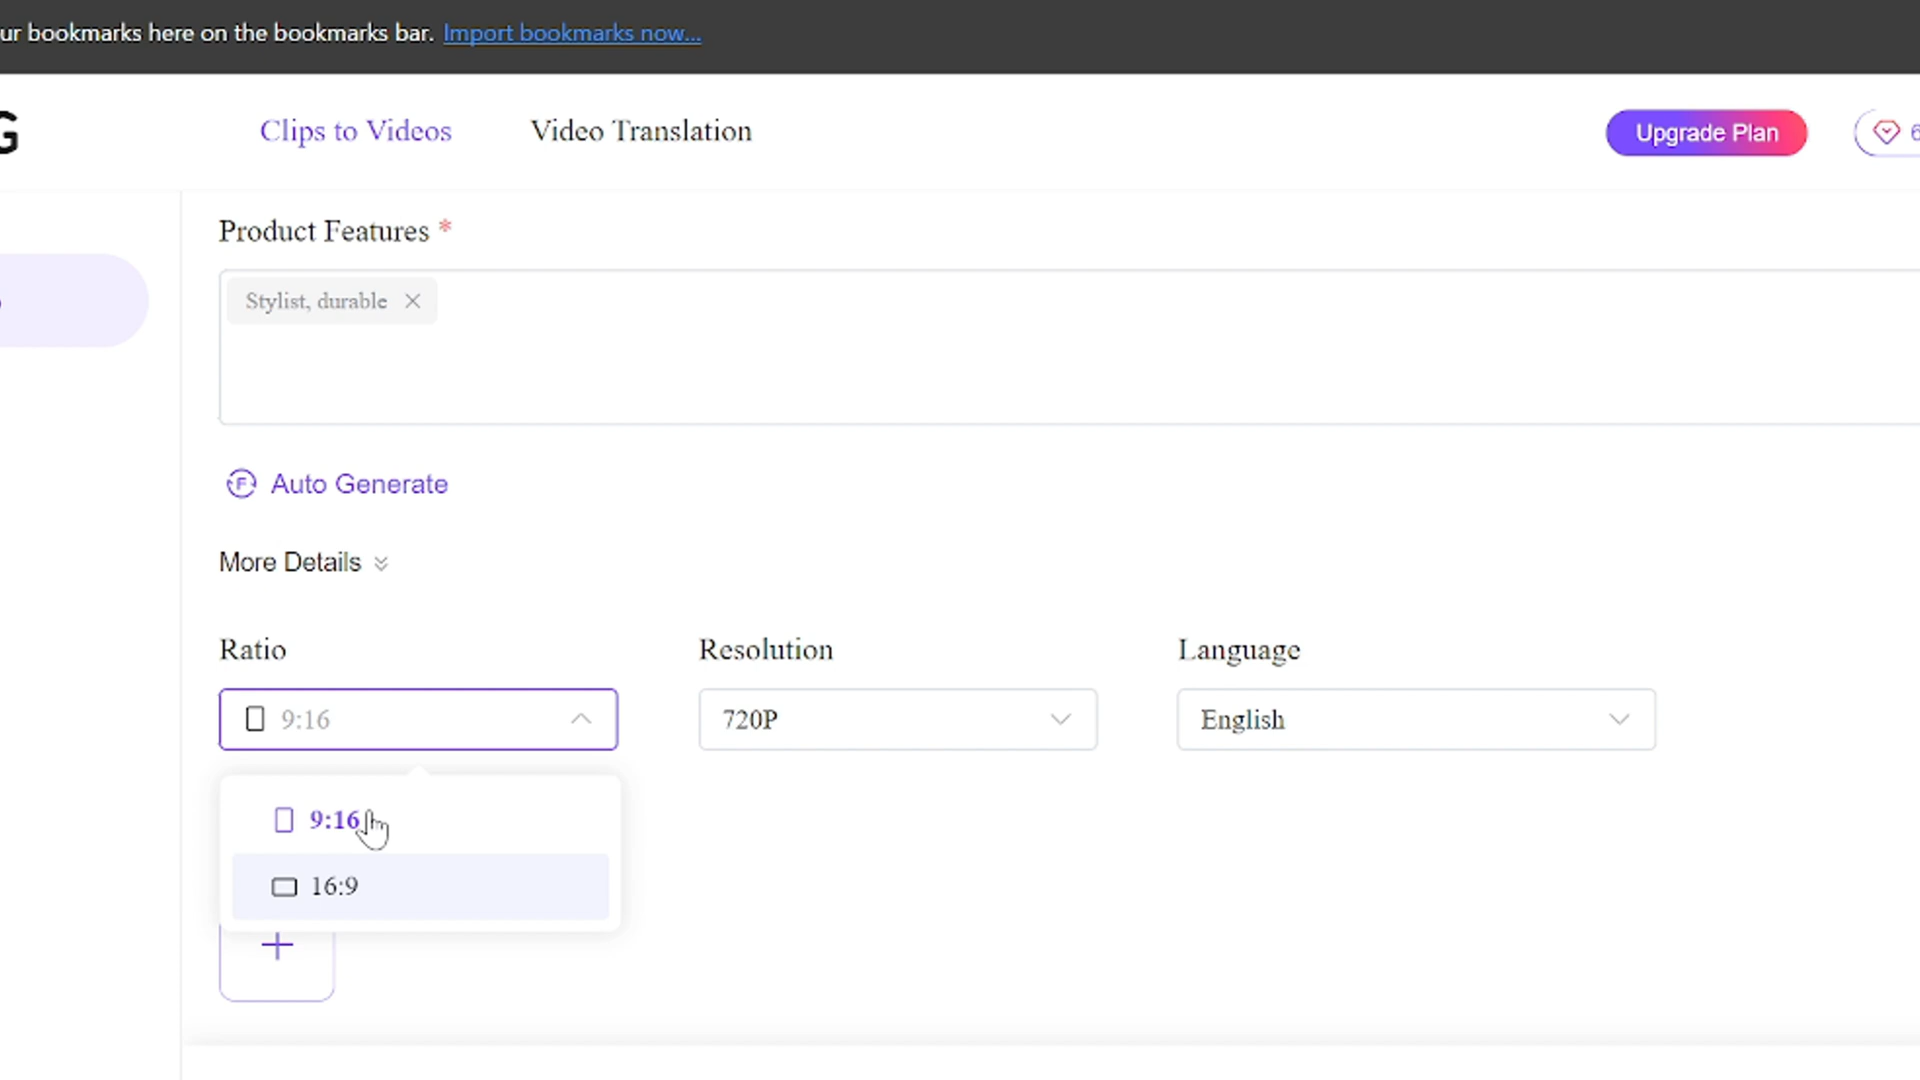 ur bookmarks here on the bookmarks bar. Import bookmarks now...
G
Clips to Videos
Video Translation
Upgrade Plan
6
Product Features *
Stylist, durable
Auto Generate
More Details
Ratio
Resolution
Language
9:16
720P
English
9:16
16:9